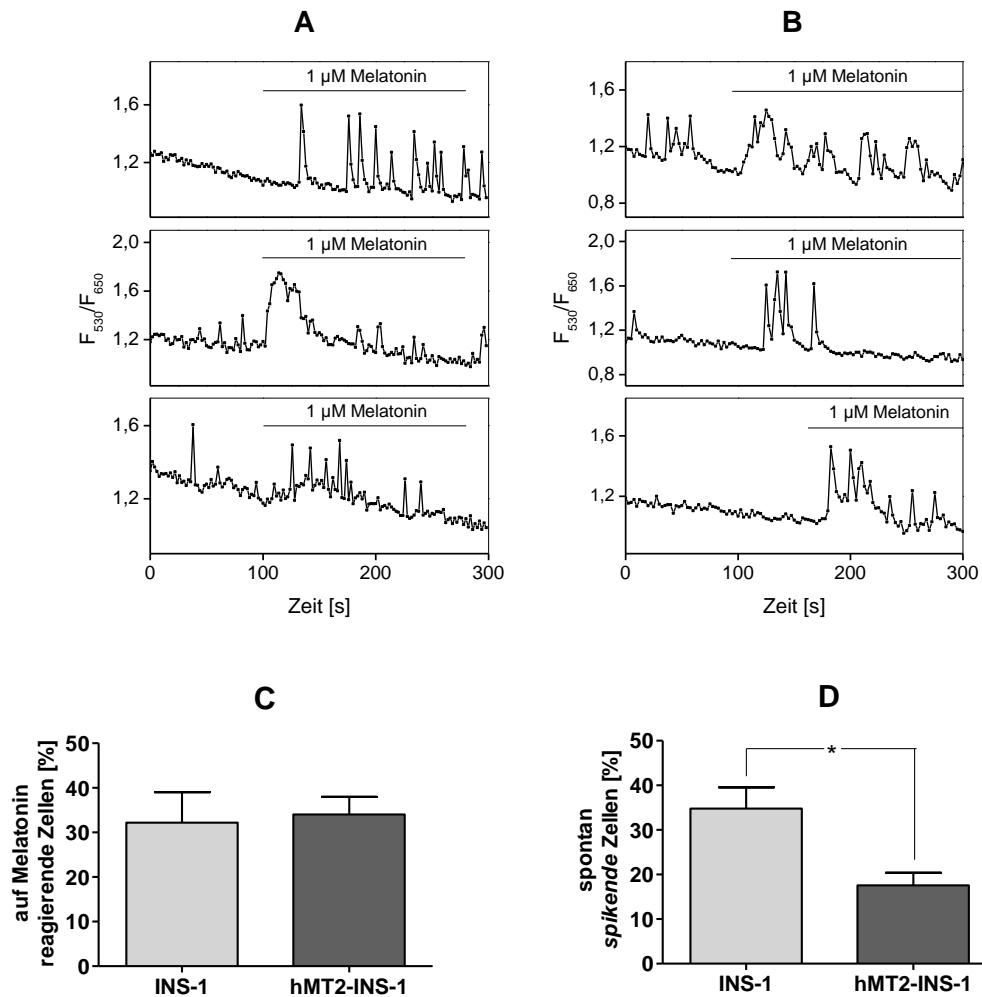 A
1 µM Melatonin
1,6
1,2
1 µM Melatonin
2,0
1,6
1,2
F530/F650
1 µM Melatonin
1,6
1,2
0 100 200 300
Zeit [s]
B
1 µM Melatonin
1,6
1,2
0,8
1 µM Melatonin
2,0
1,6
1,2
0,8
F530/F650
1 µM Melatonin
1,6
1,2
0 100 200 300
Zeit [s]
C
auf Melatonin
reagierende Zellen [%]
50
40
30
20
10
0
INS-1 hMT2-INS-1
D
spontan
spikende Zellen [%]
50
40
30
20
10
0
*
INS-1 hMT2-INS-1